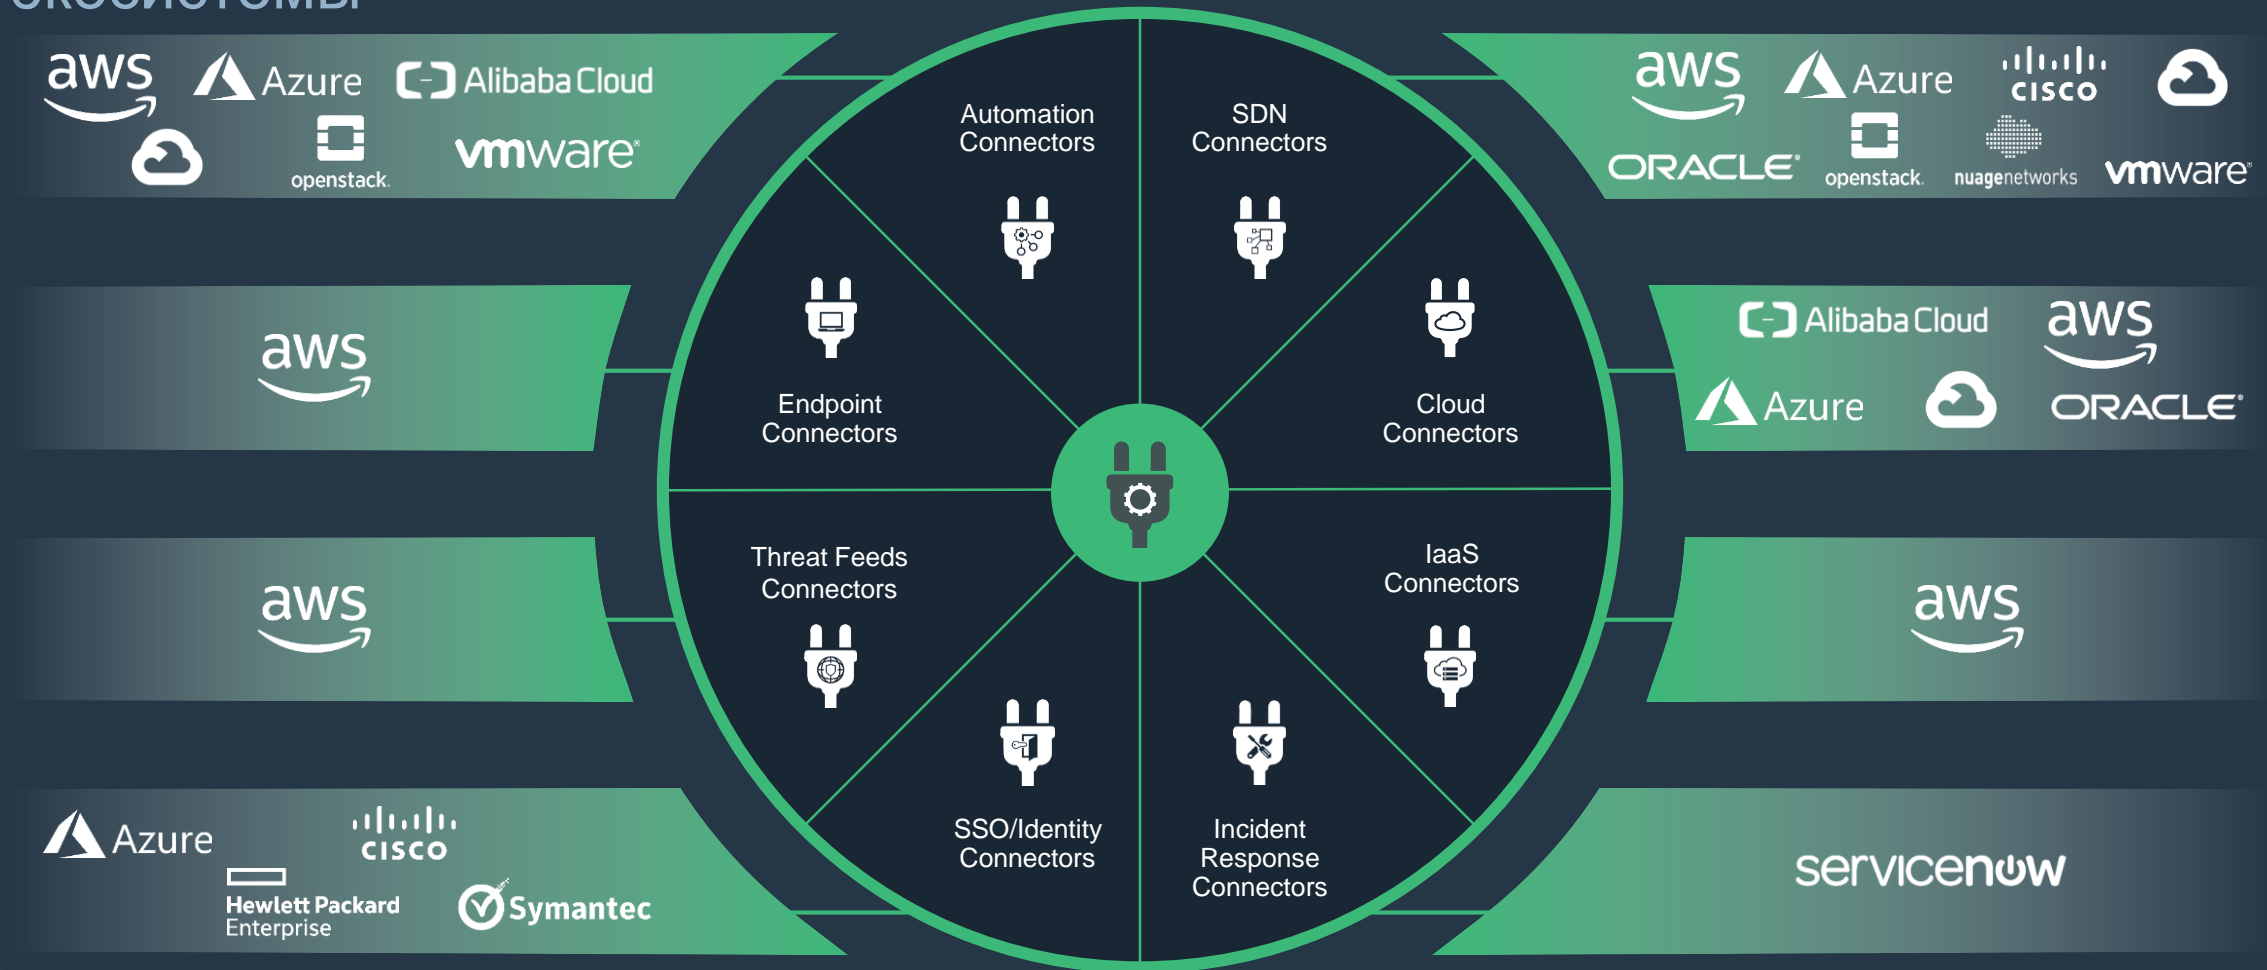 экосистемы
aws
Azure
Alibaba Cloud
openstack.
vmware®
Automation
Connectors
SDN
Connectors
aws
Azure
CISCO
ORACLE®
openstack.
nuagenetworks
vmware®
aws
Endpoint
Connectors
Cloud
Connectors
Alibaba Cloud
aws
Azure
ORACLE®
aws
Threat Feeds
Connectors
IaaS
Connectors
aws
Azure
CISCO
Hewlett Packard
Enterprise
Symantec
SSO/Identity
Connectors
Incident
Response
Connectors
servicenow